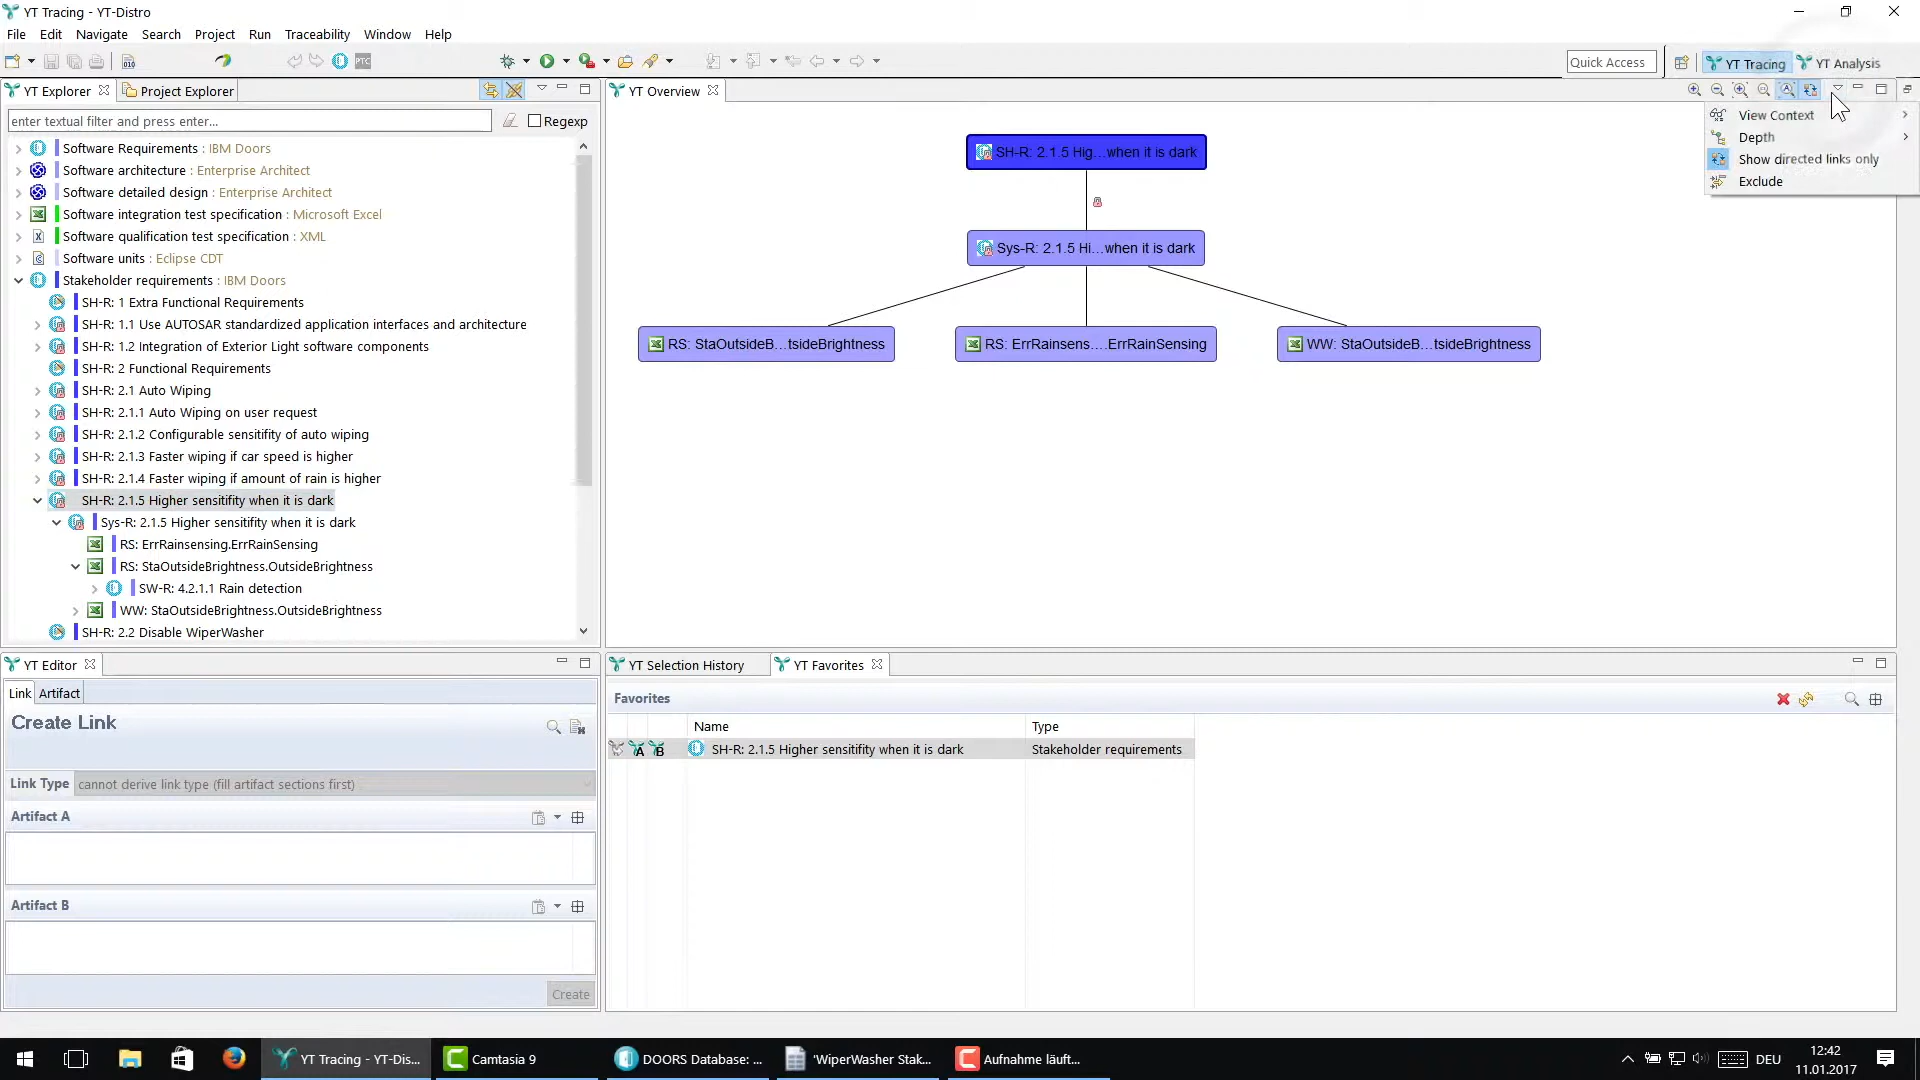 YT Tracing - YT-Distro
File Edit Navigate Search Project Run Traceability Window Help
Quick Access
YT Tracing
YT Analysis
YT Explorer
Project Explorer
YT Overview
enter textual filter and press enter...
Regexp
View Context
Depth
Show directed links only
Exclude
Software Requirements : IBM Doors
Software architecture : Enterprise Architect
Software detailed design : Enterprise Architect
Software integration test specification : Microsoft Excel
Software qualification test specification : XML
Software units : Eclipse CDT
Stakeholder requirements : IBM Doors
SH-R: 1 Extra Functional Requirements
SH-R: 1.1 Use AUTOSAR standardized application interfaces and architecture
SH-R: 1.2 Integration of Exterior Light software components
SH-R: 2 Functional Requirements
SH-R: 2.1 Auto Wiping
SH-R: 2.1.1 Auto Wiping on user request
SH-R: 2.1.2 Configurable sensitifity of auto wiping
SH-R: 2.1.3 Faster wiping if car speed is higher
SH-R: 2.1.4 Faster wiping if amount of rain is higher
SH-R: 2.1.5 Higher sensitifity when it is dark
Sys-R: 2.1.5 Higher sensitifity when it is dark
RS: ErrRainsensing.ErrRainSensing
RS: StaOutsideBrightness.OutsideBrightness
SW-R: 4.2.1.1 Rain detection
WW: StaOutsideBrightness.OutsideBrightness
SH-R: 2.2 Disable WiperWasher
SH-R: 2.1.5 Hig...when it is dark
Sys-R: 2.1.5 Hi...when it is dark
RS: StaOutsideB...tsideBrightness
RS: ErrRainsens....ErrRainSensing
WW: StaOutsideB...tsideBrightness
YT Editor
Link
Artifact
Create Link
Link Type
cannot derive link type (fill artifact sections first)
Artifact A
Artifact B
Create
YT Selection History
YT Favorites
Favorites
Name
Type
A B
SH-R: 2.1.5 Higher sensitifity when it is dark
Stakeholder requirements
YT Tracing - YT-Dis...
Camtasia 9
DOORS Database: ...
'WiperWasher Stak...
Aufnahme läuft...
DEU
12:42
11.01.2017